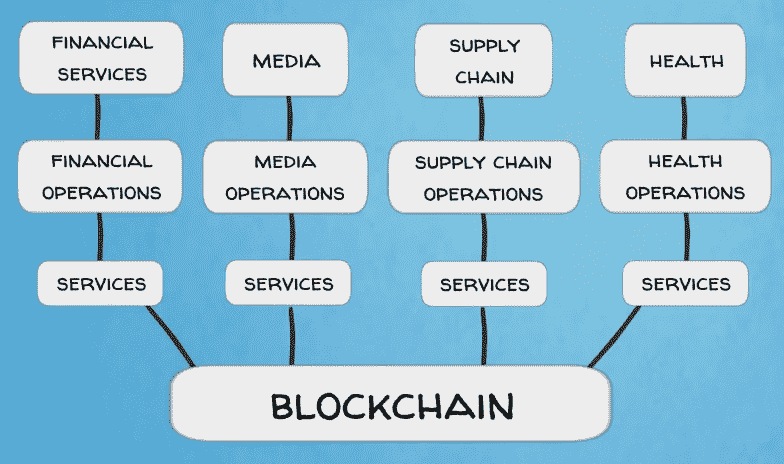 FINANCIAL
SERVICES
MEDIA
SUPPLY
CHAIN
HEALTH
FINANCIAL
OPERATIONS
MEDIA
OPERATIONS
SUPPLY CHAIN
OPERATIONS
HEALTH
OPERATIONS
SERVICES
SERVICES
SERVICES
SERVICES
BLOCKCHAIN